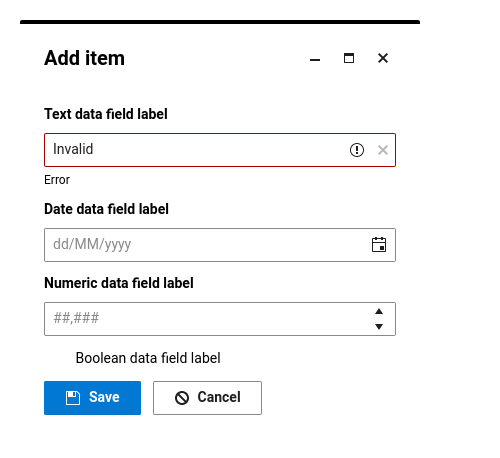 Add item
Text data field label
Invalid
Error
Date data field label
dd/MM/yyyy
Numeric data field label
##,###
Boolean data field label
Save Cancel